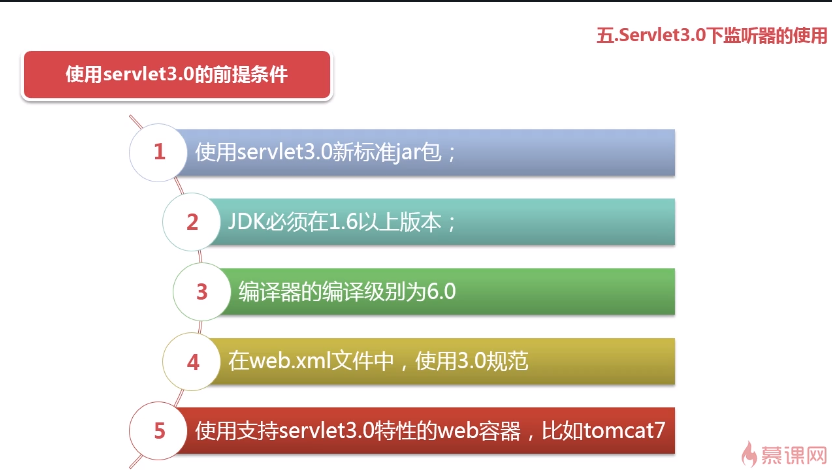 五.Servlet3.0下监听器的使用
使用servlet3.0的前提条件
1 使用servlet3.0新标准jar包；
2 JDK必须在1.6以上版本；
3 编译器的编译级别为6.0
4 在web.xml文件中，使用3.0规范
5 使用支持servlet3.0特性的web容器，比如tomcat7
慕课网